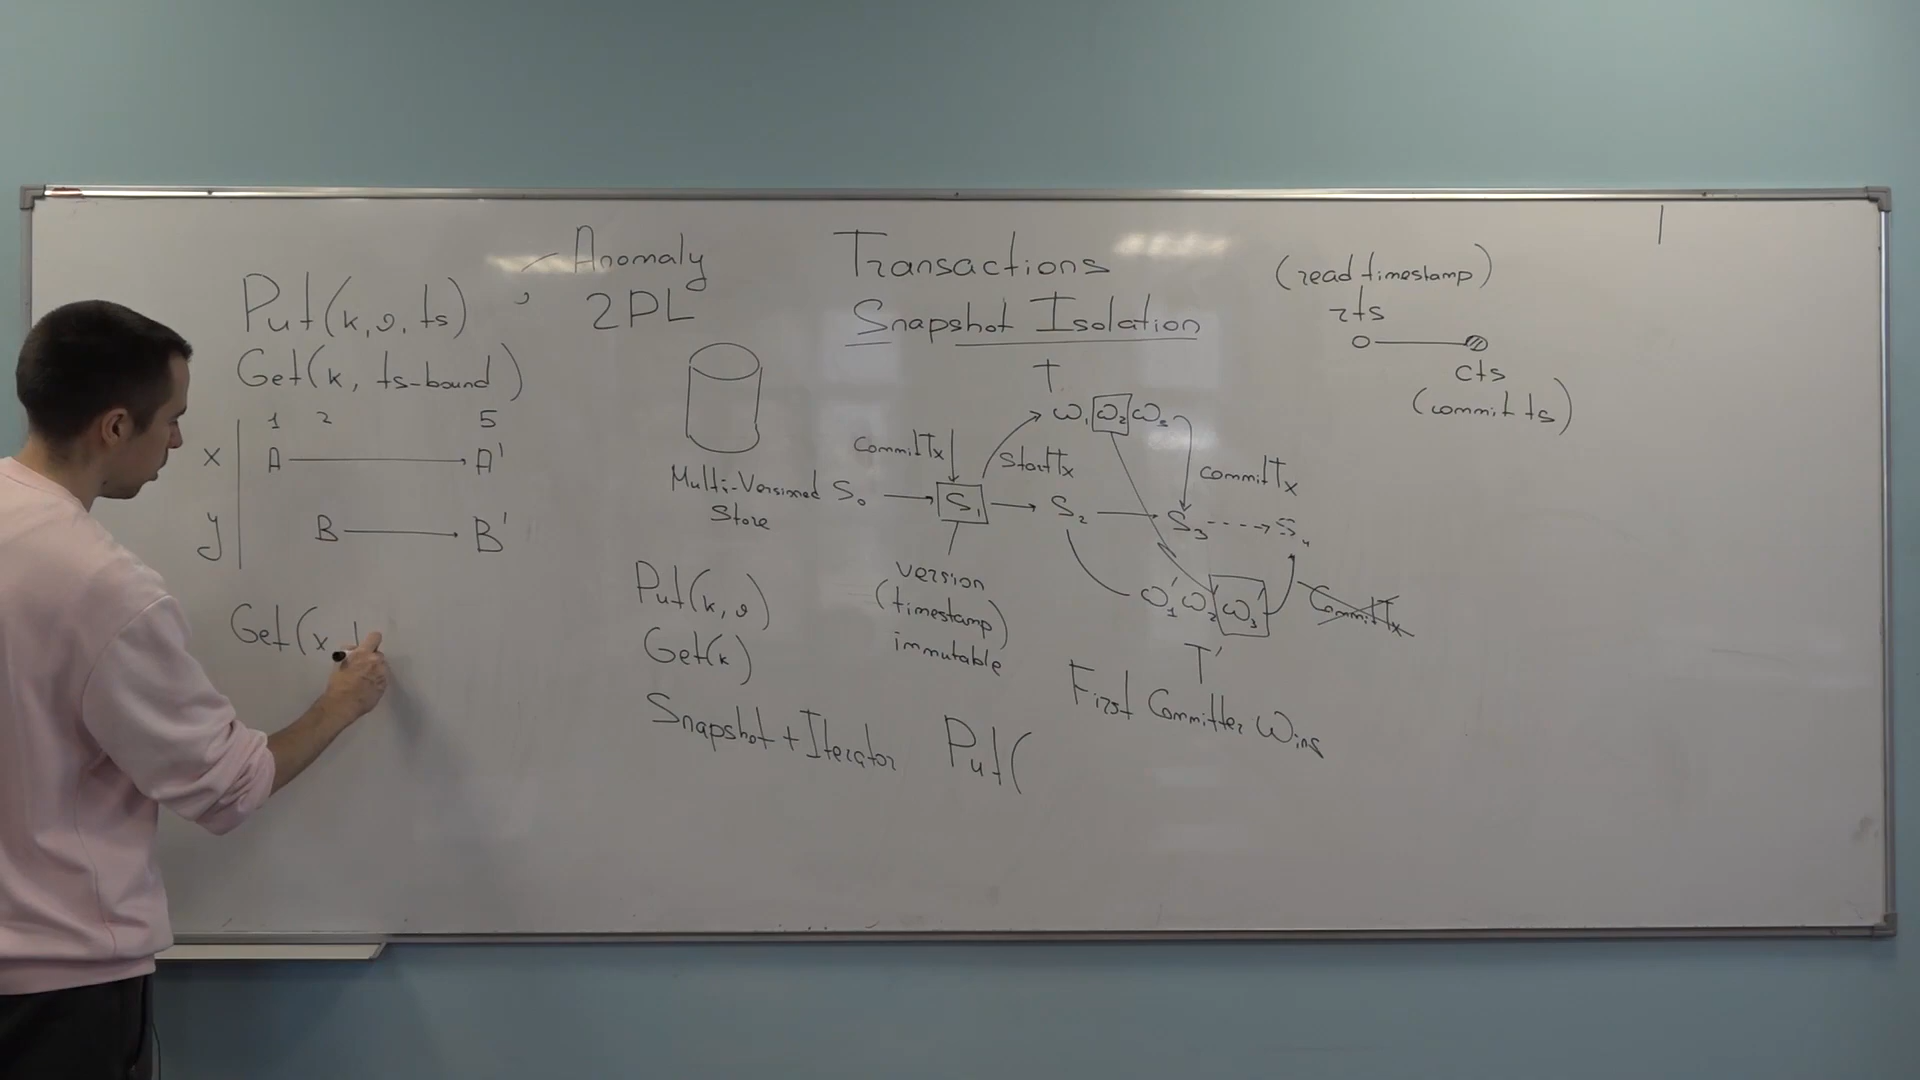 Anomaly
2PL
Put(k, v, ts)
Get(k, ts-bound)
1 2 5
x A A'
y B B'
Get(x,
Transactions
Snapshot Isolation
Multi-Versioned
Store
S₀ S₁ S₂ S₃ S₄
CommitTx
StartTx
T
ω₁ ω₂ ω₃
CommitTx
version
(timestamp)
immutable
ω₁' ω₂' ω₃'
CommitTx
T'
First Committer Wins
Put(k, v)
Get(k)
Snapshot + Iterator
Put(
(read timestamp)
rts
cts
(commit ts)